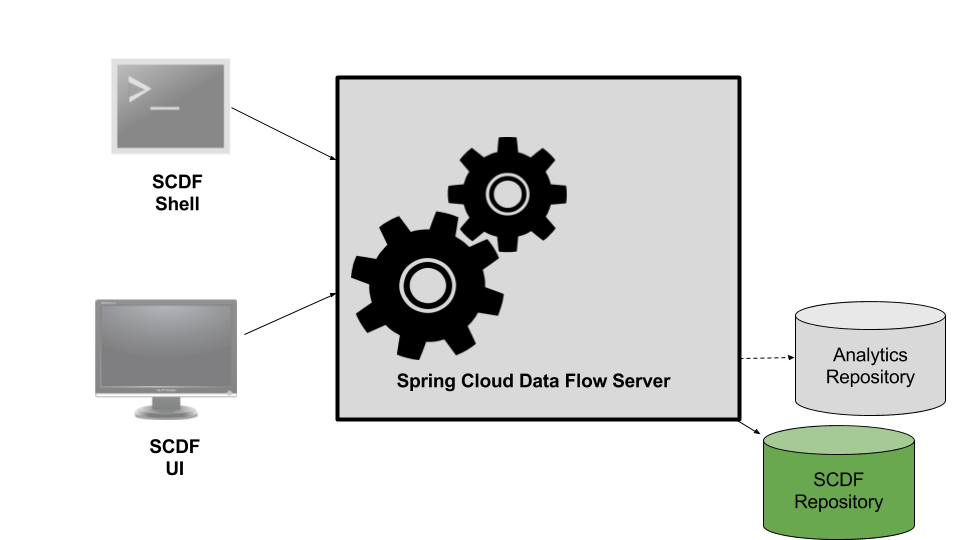 >_
SCDF
Shell
SCDF
UI
Spring Cloud Data Flow Server
Analytics
Repository
SCDF
Repository